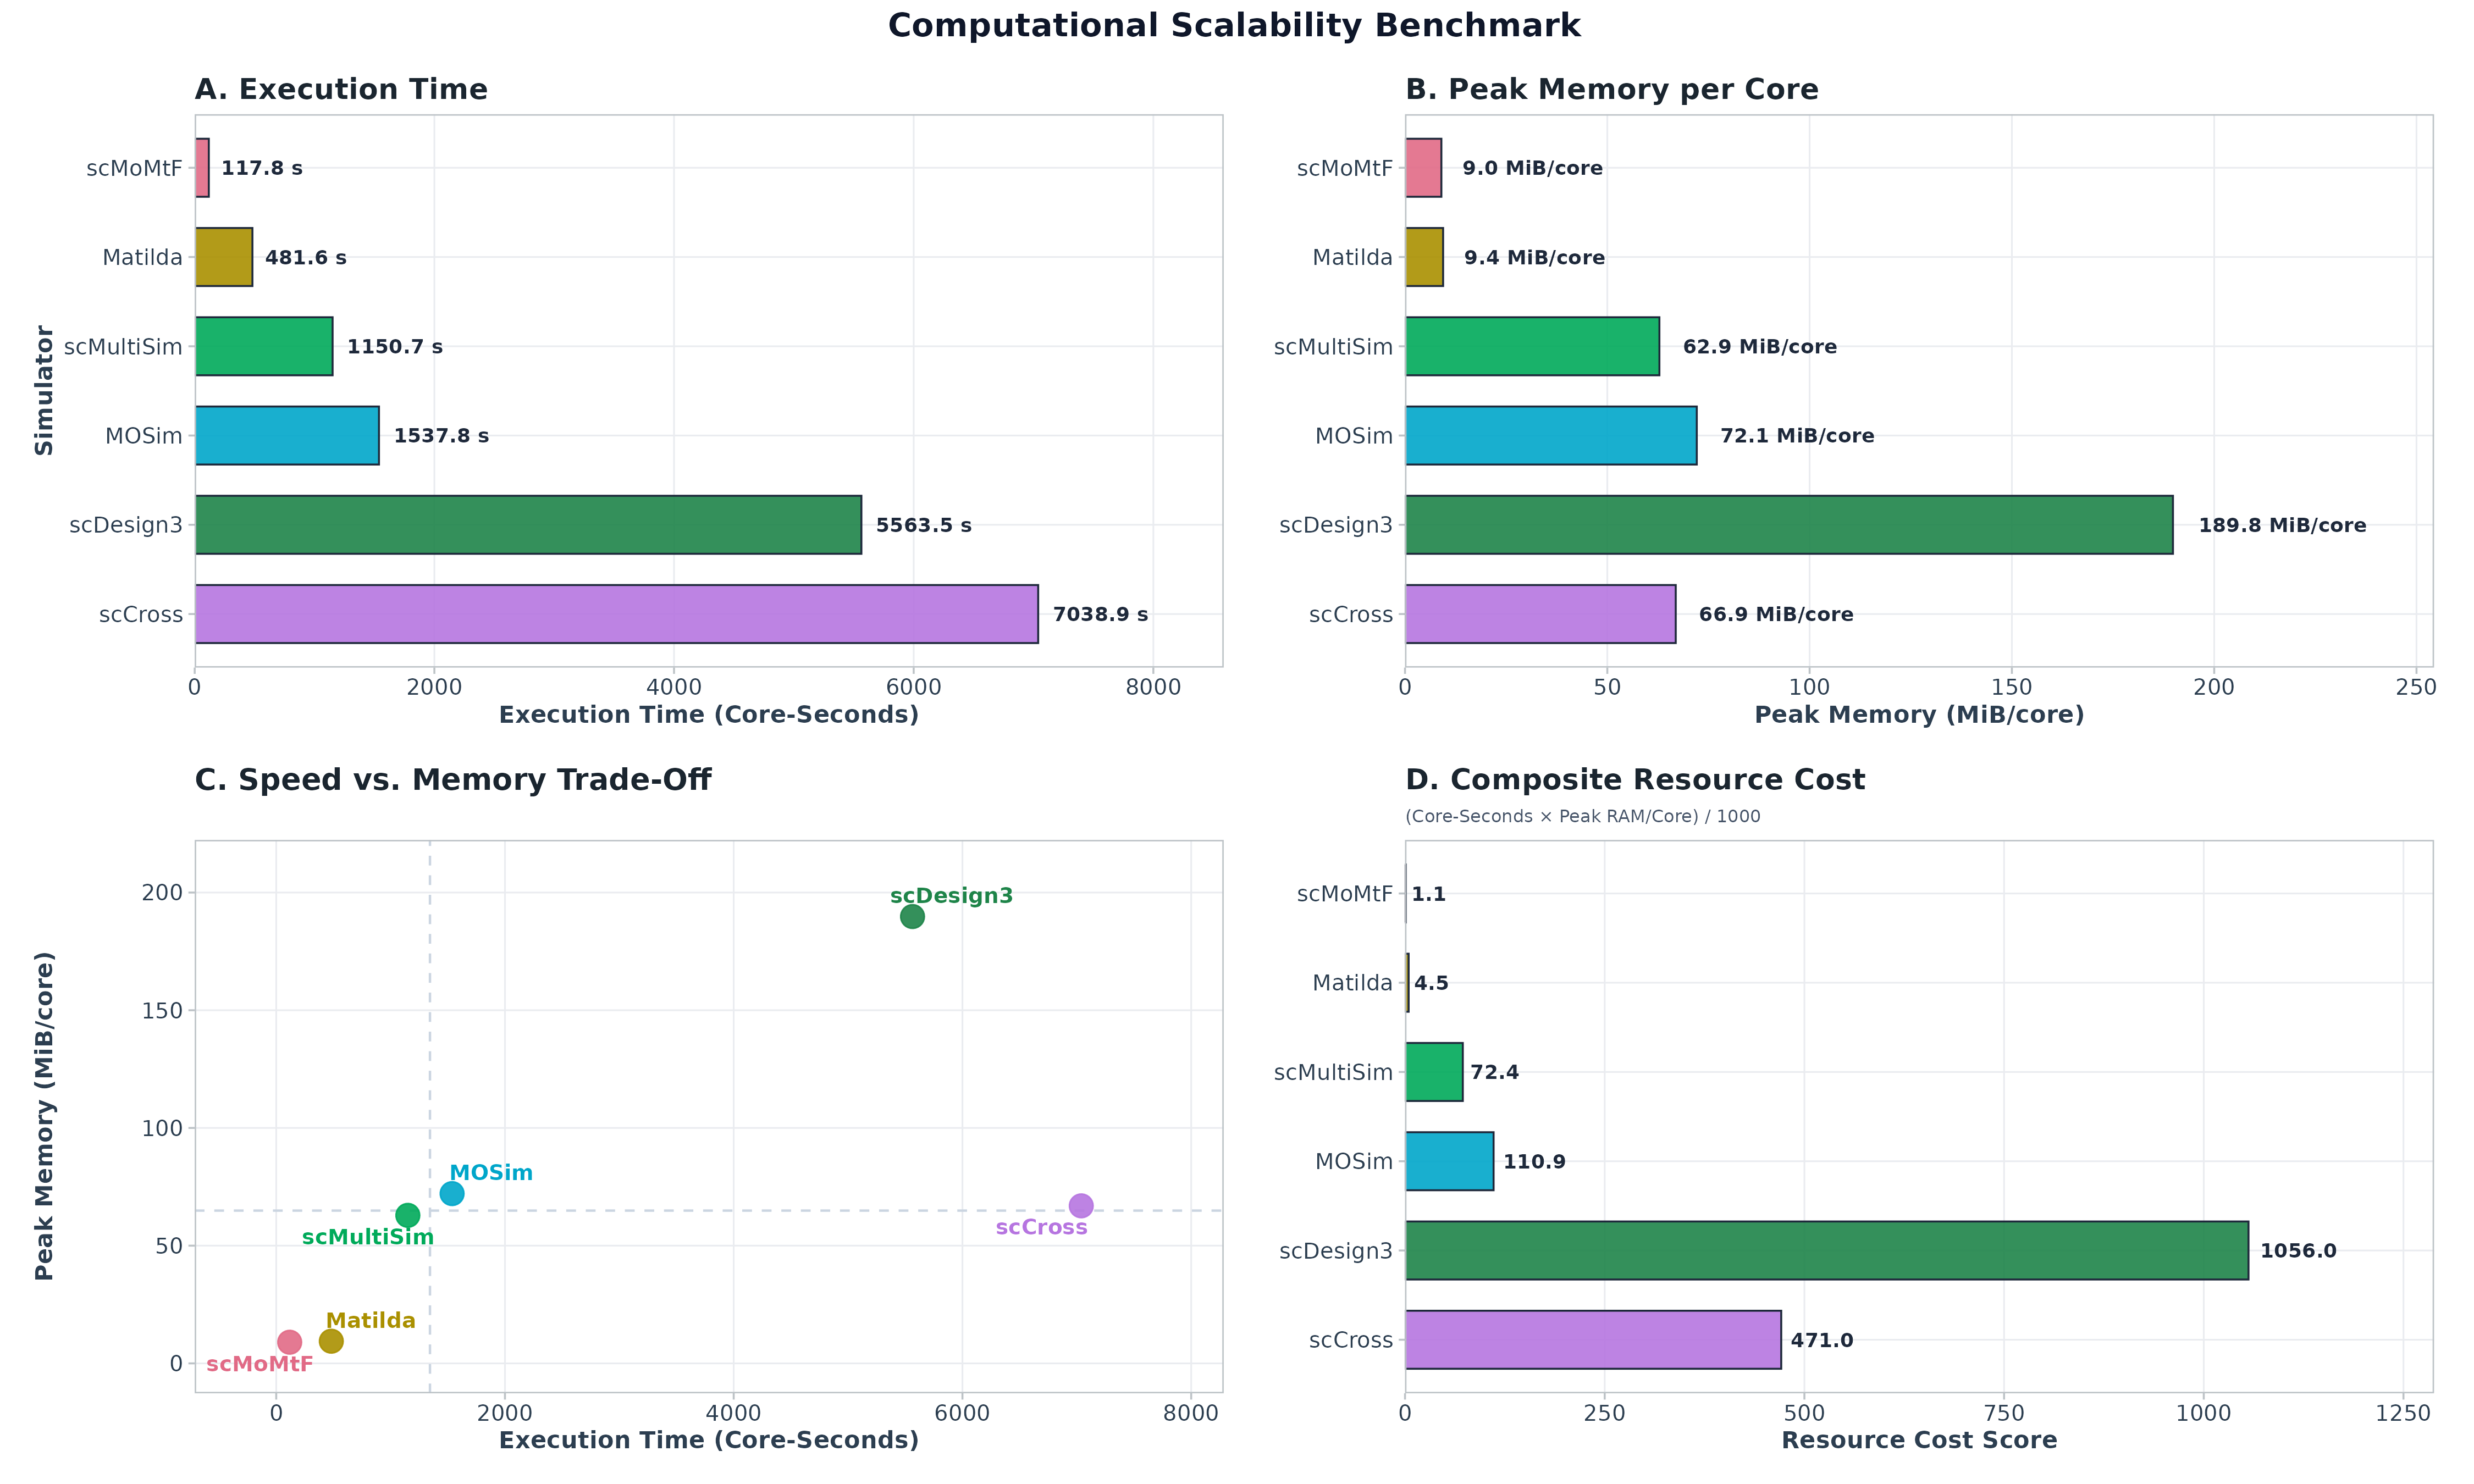 Computational Scalability Benchmark
A. Execution Time
Simulator
scMoMtF
117.8 s
Matilda
481.6 s
scMultiSim
1150.7 s
MOSim
1537.8 s
scDesign3
5563.5 s
scCross
7038.9 s
0 2000 4000 6000 8000
Execution Time (Core-Seconds)
B. Peak Memory per Core
scMoMtF
9.0 MiB/core
Matilda
9.4 MiB/core
scMultiSim
62.9 MiB/core
MOSim
72.1 MiB/core
scDesign3
189.8 MiB/core
scCross
66.9 MiB/core
0 50 100 150 200 250
Peak Memory (MiB/core)
C. Speed vs. Memory Trade-Off
Peak Memory (MiB/core)
200
150
100
50
0
scDesign3
MOSim
scMultiSim
scCross
Matilda
scMoMtF
0 2000 4000 6000 8000
Execution Time (Core-Seconds)
D. Composite Resource Cost
(Core-Seconds × Peak RAM/Core) / 1000
scMoMtF
1.1
Matilda
4.5
scMultiSim
72.4
MOSim
110.9
scDesign3
1056.0
scCross
471.0
0 250 500 750 1000 1250
Resource Cost Score